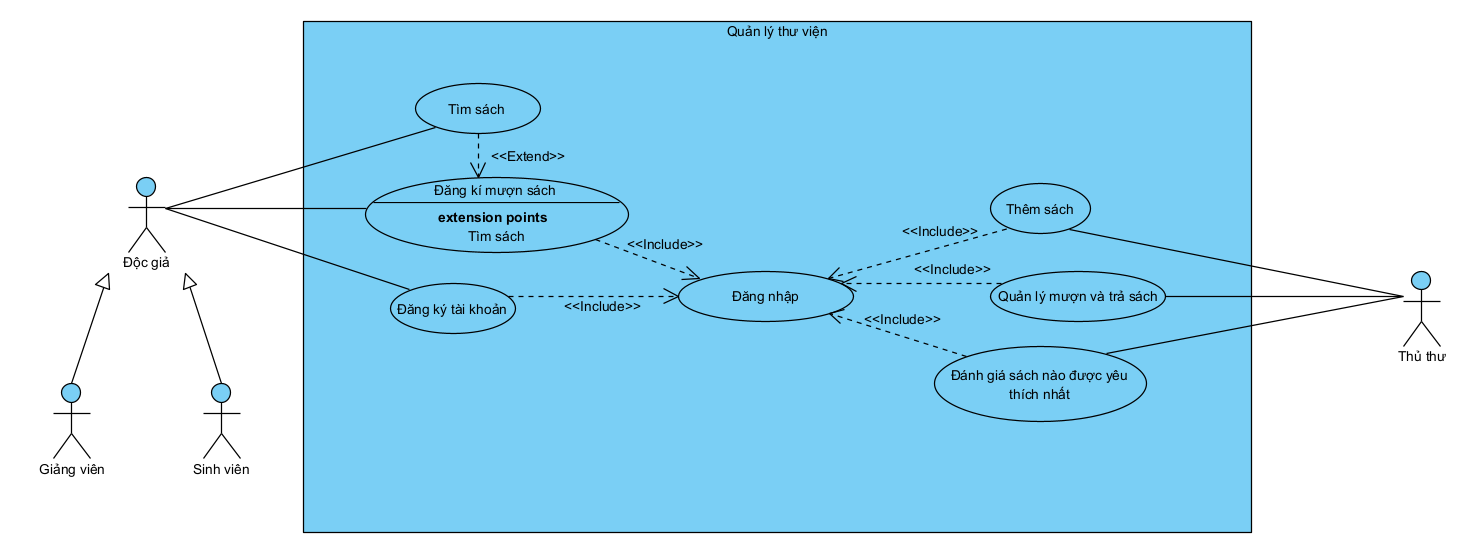 Quản lý thư viện
Tìm sách
<<Extend>>
Đăng kí mượn sách
extension points
Tìm sách
<<Include>>
Đăng ký tài khoản
<<Include>>
Đăng nhập
Thêm sách
<<Include>>
Quản lý mượn và trả sách
<<Include>>
Đánh giá sách nào được yêu
thích nhất
<<Include>>
Độc giả
Giảng viên
Sinh viên
Thủ thư